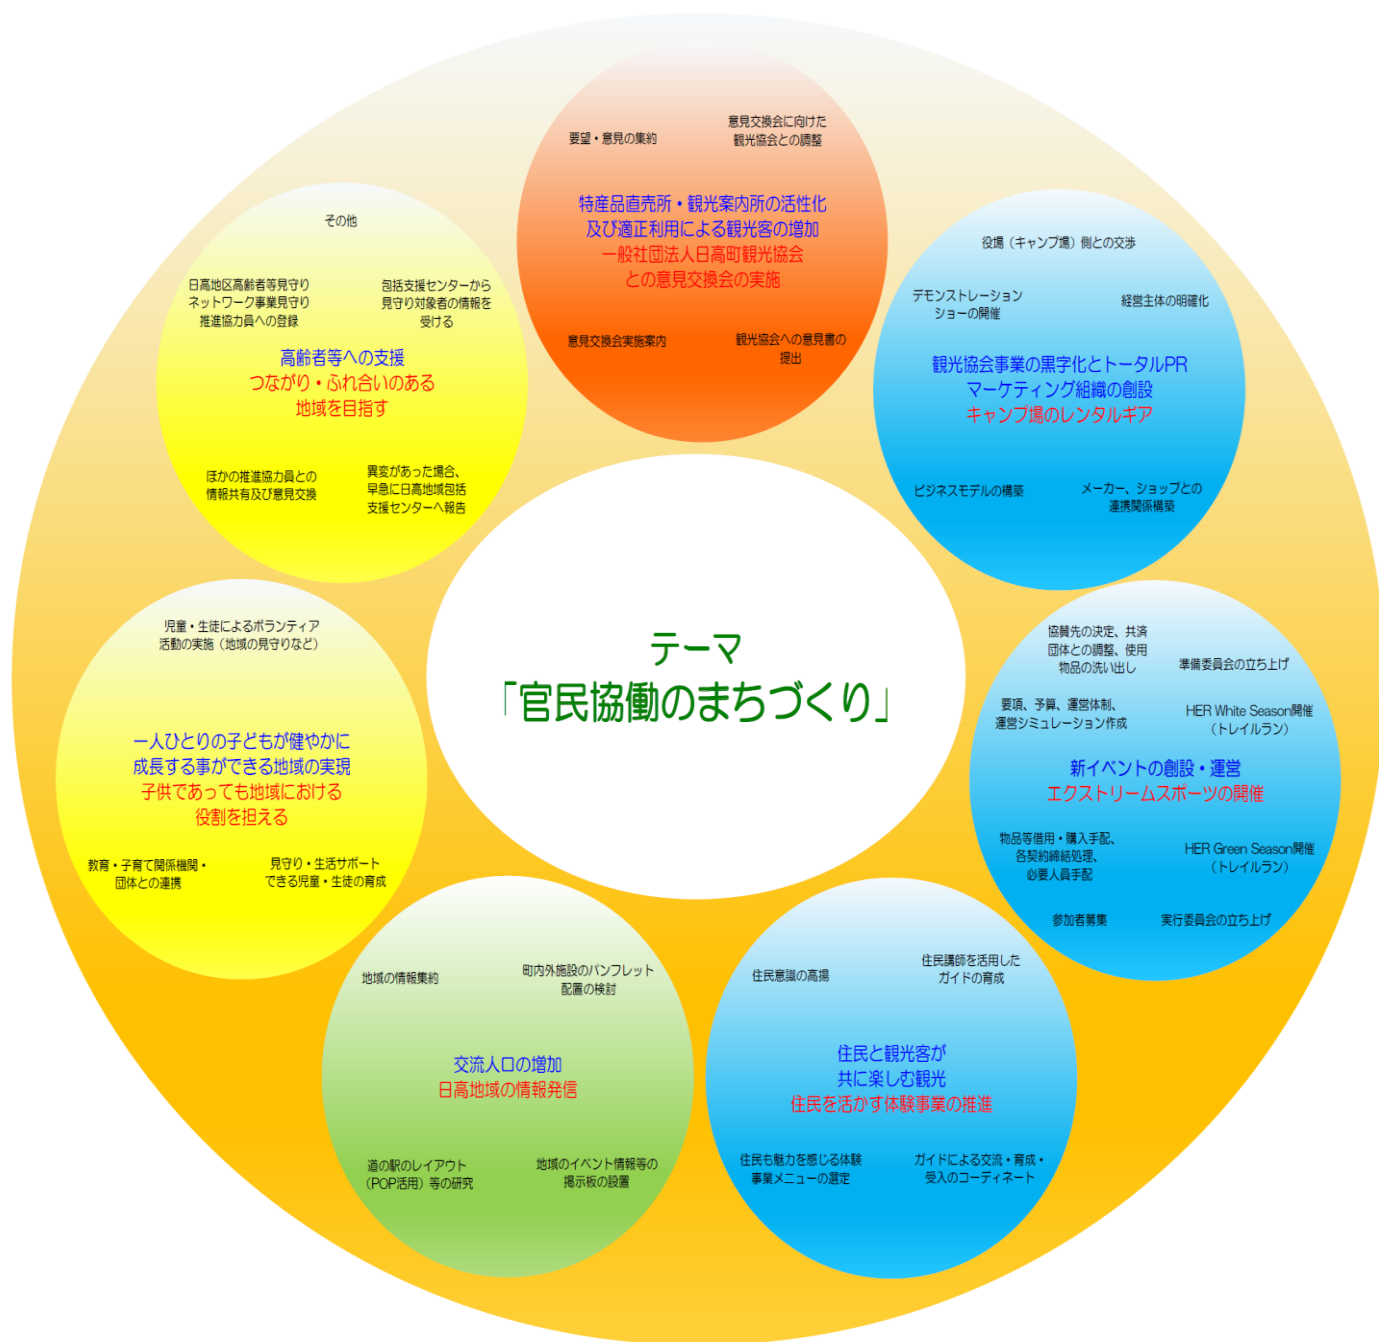 要望・意見の集約
意見交換会に向けた
観光協会との調整
特産品直売所・観光案内所の活性化
及び適正利用による観光客の増加
一般社団法人日高町観光協会
との意見交換会の実施
意見交換会実施案内
観光協会への意見書の
提出
役場（キャンプ場）側との交渉
デモンストレーション
ショーの開催
経営主体の明確化
観光協会事業の黒字化とトータルPR
マーケティング組織の創設
キャンプ場のレンタルギア
ビジネスモデルの構築
メーカー、ショップとの
連携関係構築
協賛先の決定、共済
団体との調整、使用
物品の洗い出し
準備委員会の立ち上げ
要項、予算、運営体制、
運営シミュレーション作成
HER White Season開催
（トレイルラン）
新イベントの創設・運営
エクストリームスポーツの開催
物品等借用・購入手配、
各契約締結処理、
必要人員手配
HER Green Season開催
（トレイルラン）
参加者募集
実行委員会の立ち上げ
住民意識の高揚
住民講師を活用した
ガイドの育成
住民と観光客が
共に楽しむ観光
住民を活かす体験事業の推進
住民も魅力を感じる体験
事業メニューの選定
ガイドによる交流・育成・
受入のコーディネート
地域の情報集約
町内外施設のパンフレット
配置の検討
交流人口の増加
日高地域の情報発信
道の駅のレイアウト
（POP活用）等の研究
地域のイベント情報等の
掲示板の設置
児童・生徒によるボランティア
活動の実施（地域の見守りなど）
一人ひとりの子どもが健やかに
成長する事ができる地域の実現
子供であっても地域における
役割を担える
教育・子育て関係機関・
団体との連携
見守り・生活サポート
できる児童・生徒の育成
その他
日高地区高齢者等見守り
ネットワーク事業見守り
推進協力員への登録
包括支援センターから
見守り対象者の情報を
受ける
高齢者等への支援
つながり・ふれ合いのある
地域を目指す
ほかの推進協力員との
情報共有及び意見交換
異変があった場合、
早急に日高地域包括
支援センターへ報告
テーマ
「官民協働のまちづくり」